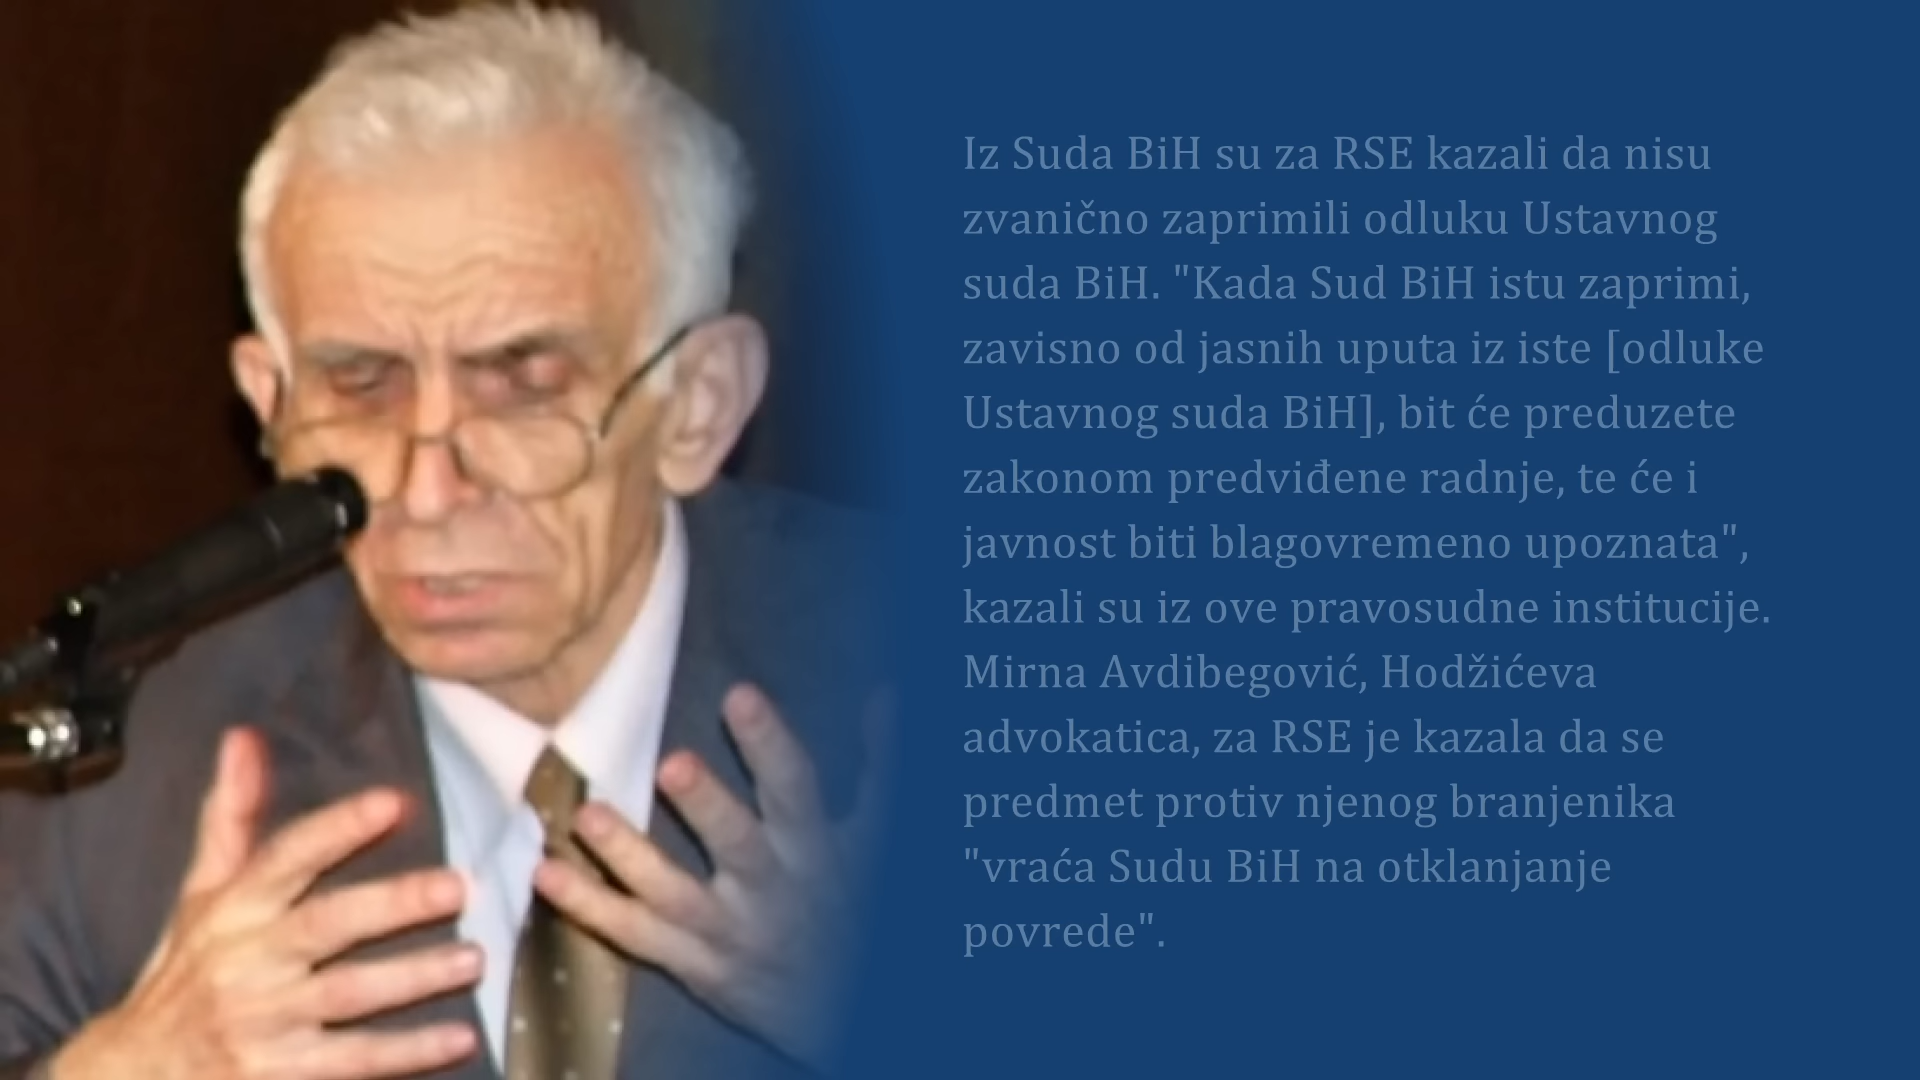 Iz Suda BiH su za RSE kazali da nisu
zvanično zaprimili odluku Ustavnog
suda BiH. "Kada Sud BiH istu zaprimi,
zavisno od jasnih uputa iz iste [odluke
Ustavnog suda BiH], bit će preduzete
zakonom predviđene radnje, te će i
javnost biti blagovremeno upoznata",
kazali su iz ove pravosudne institucije.
Mirna Avdibegović, Hodžićeva
advokatica, za RSE je kazala da se
predmet protiv njenog branjenika
"vraća Sudu BiH na otklanjanje
povrede".